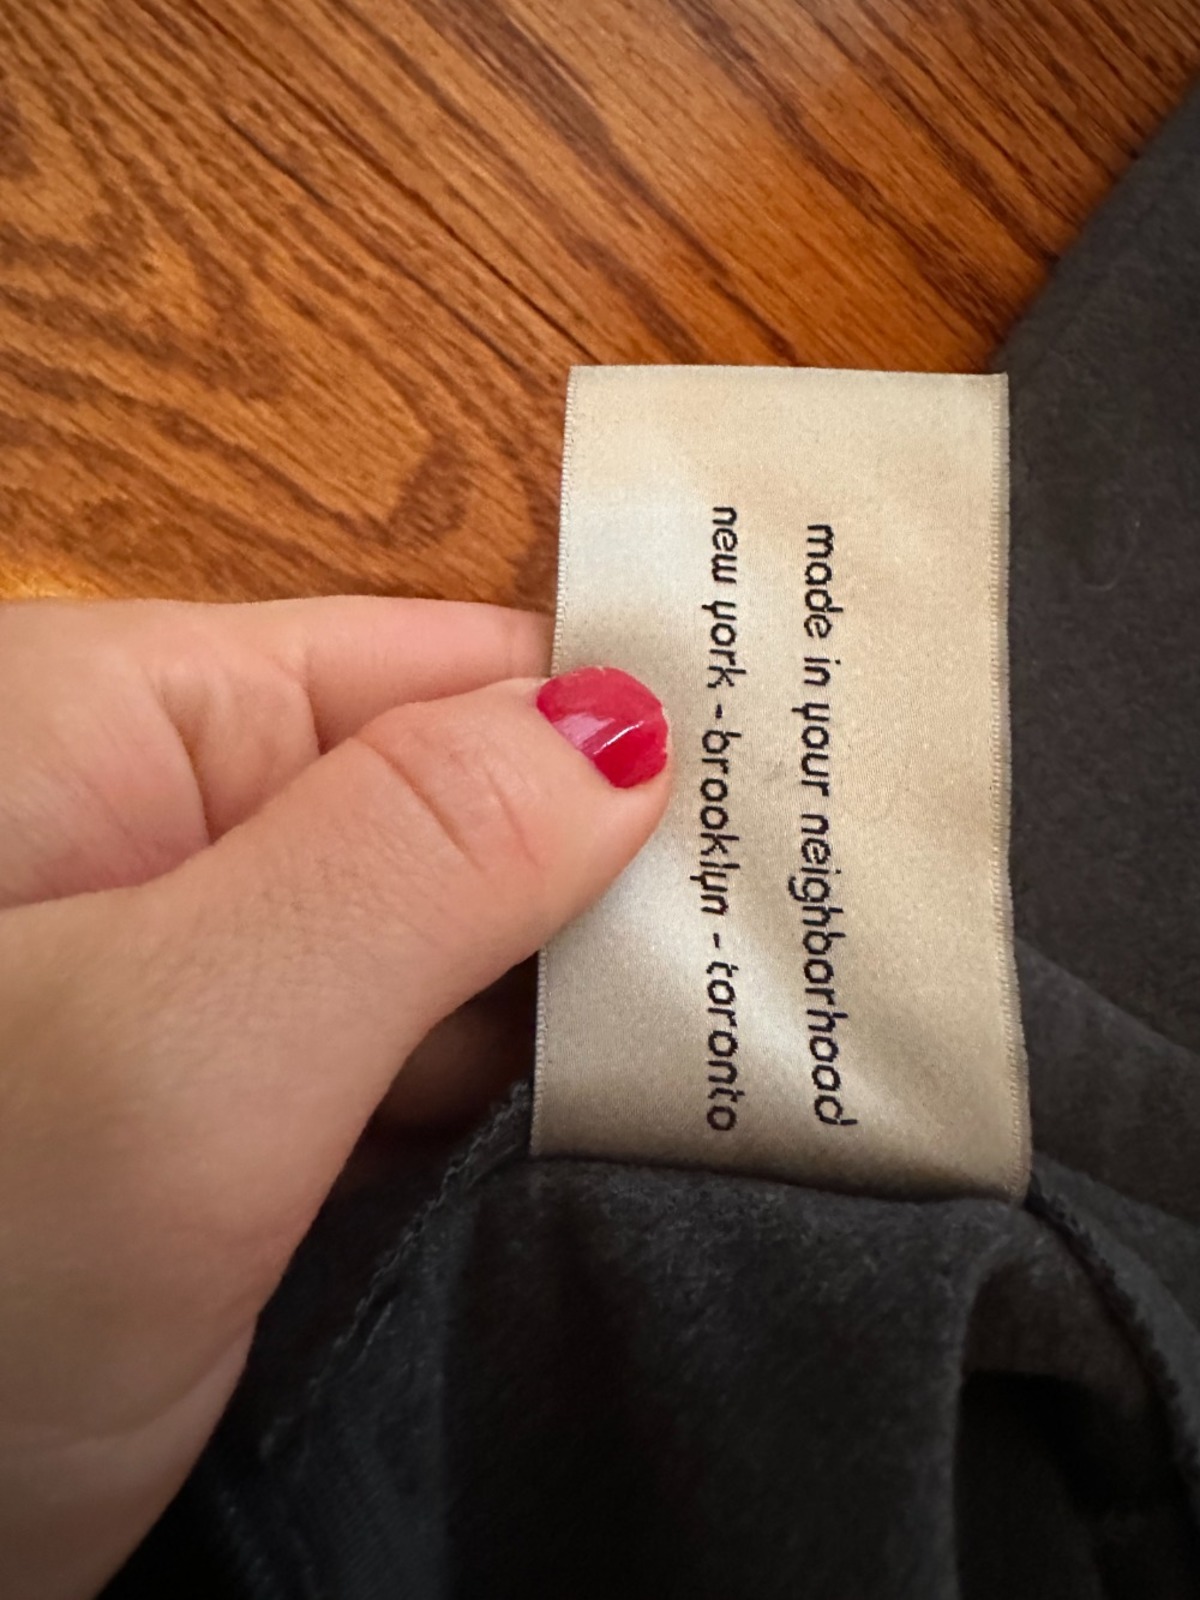 made in your neighborhood
new york - brooklyn - toronto